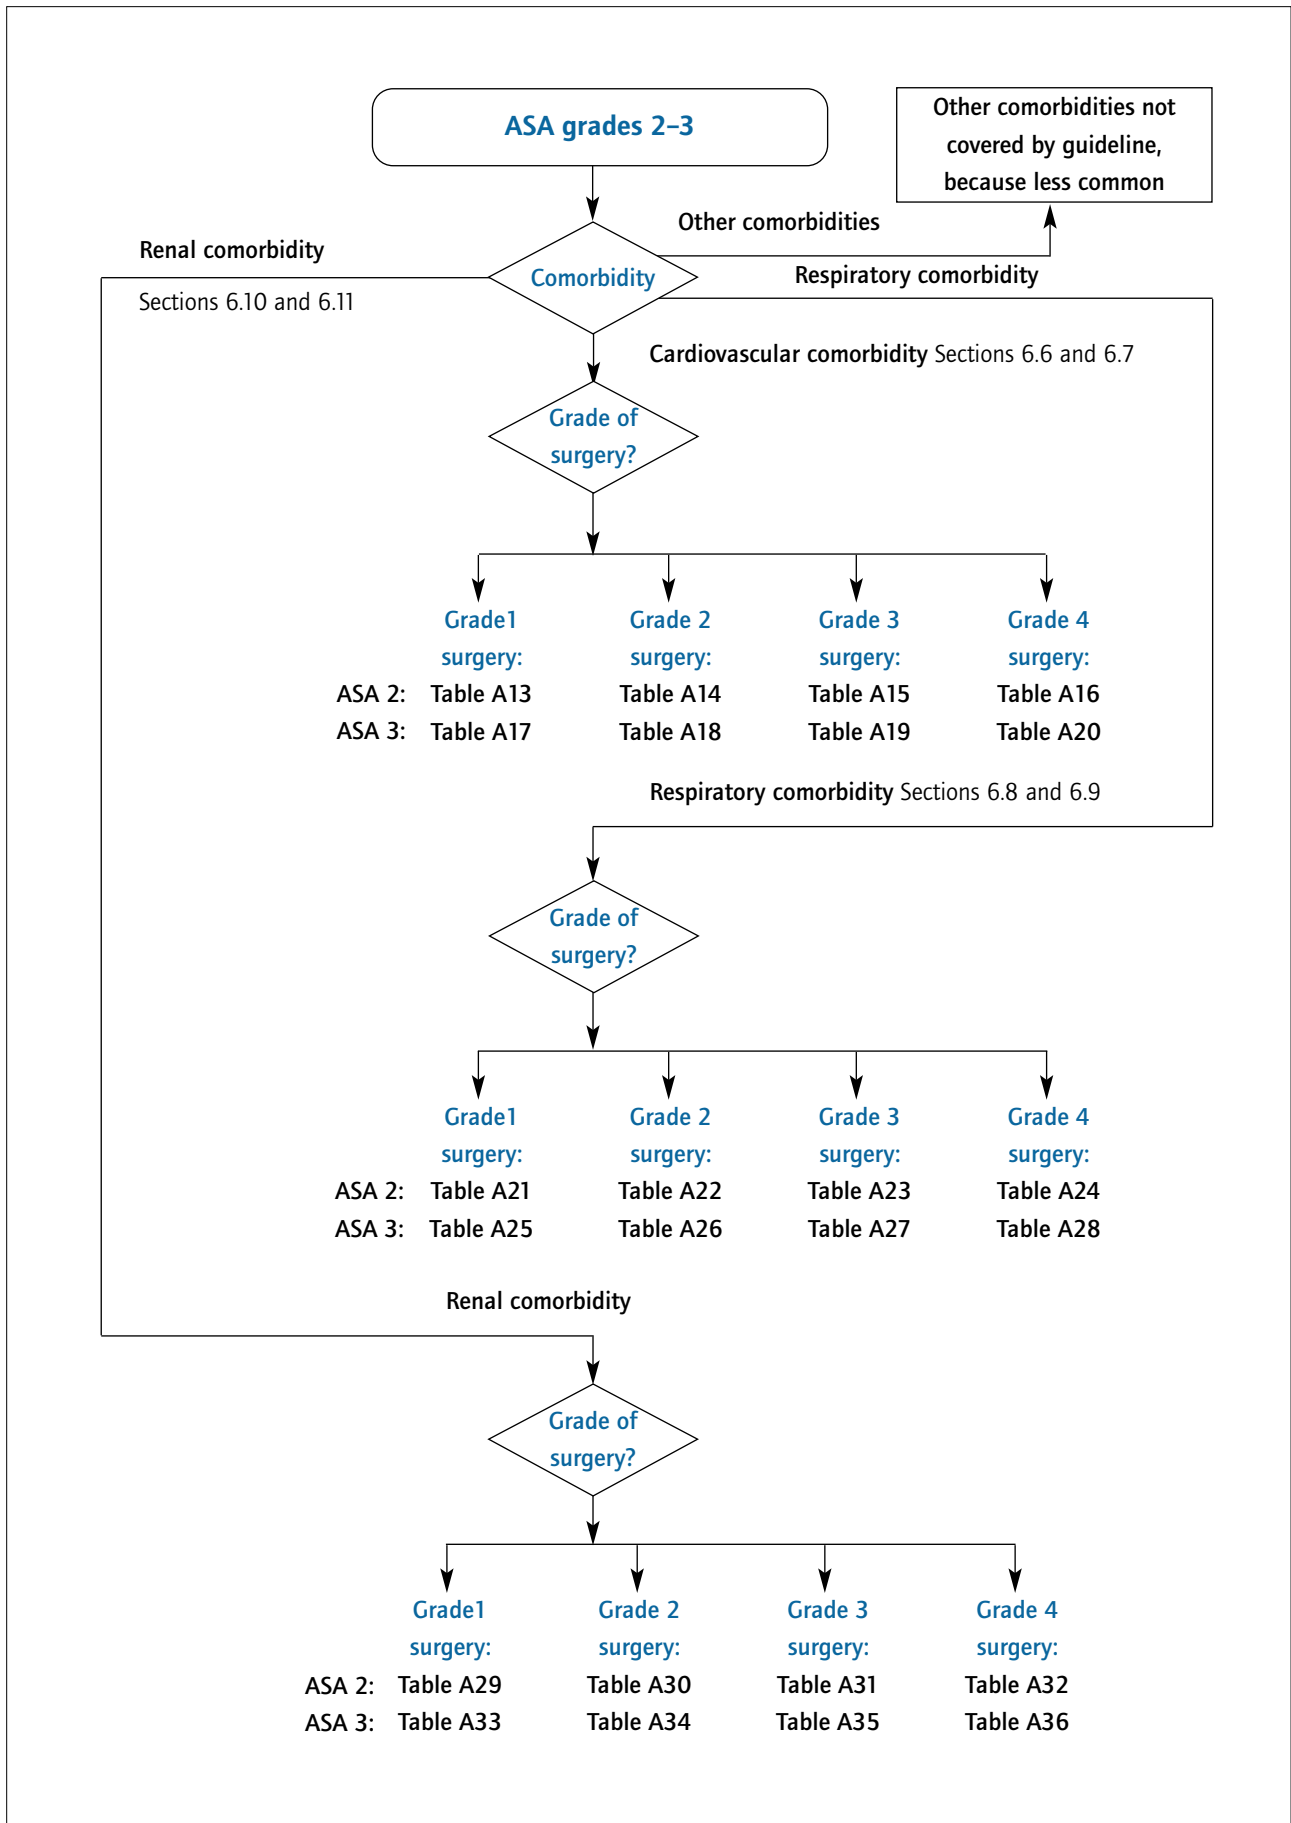 ASA grades 2–3
Other comorbidities not
covered by guideline,
because less common
Other comorbidities
Renal comorbidity
Comorbidity
Respiratory comorbidity
Sections 6.10 and 6.11
Cardiovascular comorbidity Sections 6.6 and 6.7
Grade of
surgery?
Grade1 Grade 2 Grade 3 Grade 4
surgery: surgery: surgery: surgery:
ASA 2: Table A13 Table A14 Table A15 Table A16
ASA 3: Table A17 Table A18 Table A19 Table A20
Respiratory comorbidity Sections 6.8 and 6.9
Grade of
surgery?
Grade1 Grade 2 Grade 3 Grade 4
surgery: surgery: surgery: surgery:
ASA 2: Table A21 Table A22 Table A23 Table A24
ASA 3: Table A25 Table A26 Table A27 Table A28
Renal comorbidity
Grade of
surgery?
Grade1 Grade 2 Grade 3 Grade 4
surgery: surgery: surgery: surgery:
ASA 2: Table A29 Table A30 Table A31 Table A32
ASA 3: Table A33 Table A34 Table A35 Table A36